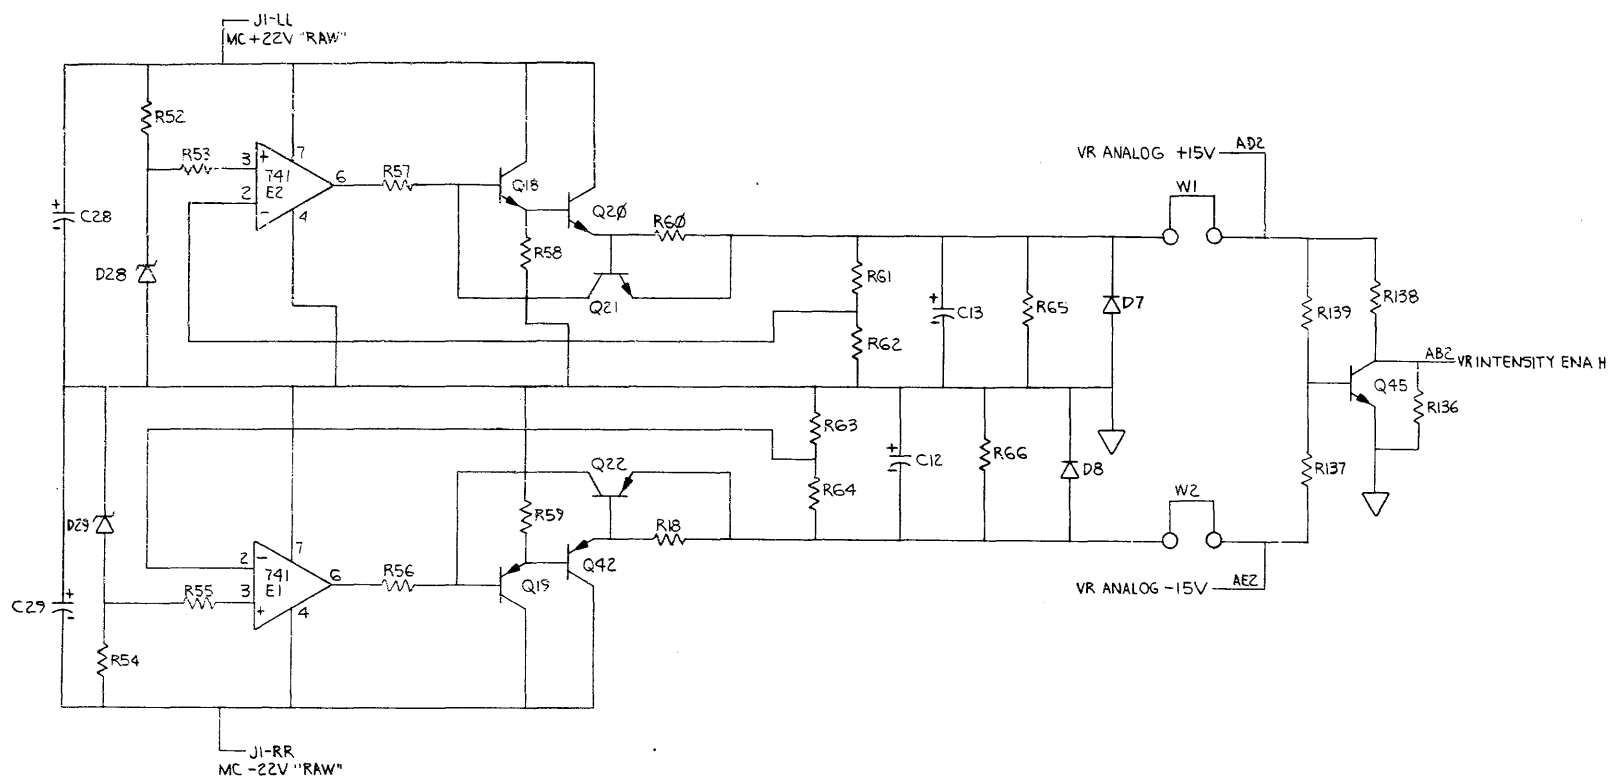 J1-LL
MC +22V "RAW"
R52
R53
3
+
7
741
E2
2
-
4
6
R57
Q18
Q20
R60
R58
Q21
+
-
C28
D28
R61
R62
+
-
C13
R65
D7
VR ANALOG +15V
AD2
W1
R139
R138
AB2
VR INTENSITY ENA H
Q45
R136
R137
R63
R64
+
-
C12
R66
D8
W2
VR ANALOG -15V
AE2
Q22
R59
R18
Q42
Q19
D29
2
-
7
741
E1
3
+
4
6
R56
R55
+
-
C29
R54
J1-RR
MC -22V "RAW"